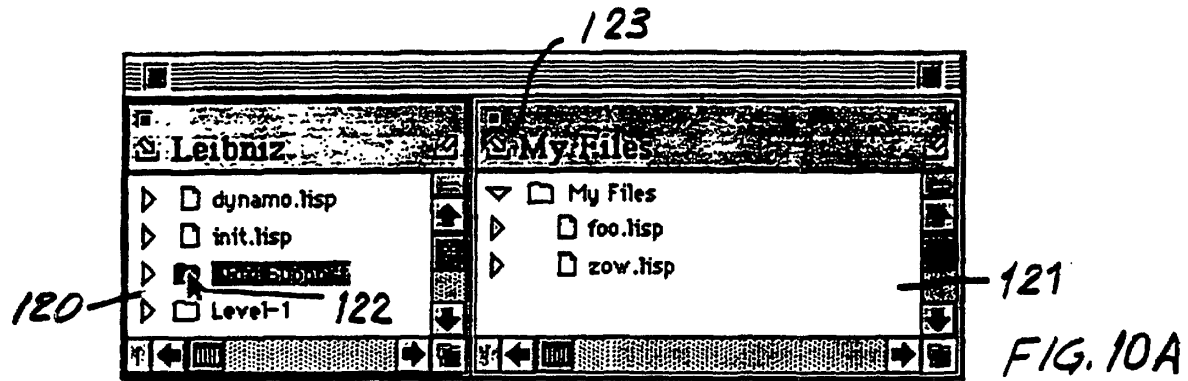 123
Leibniz
My Files
dynamo.lisp
My Files
init.lisp
foo.lisp
zow.lisp
120
122
Level-1
121
FIG. 10A